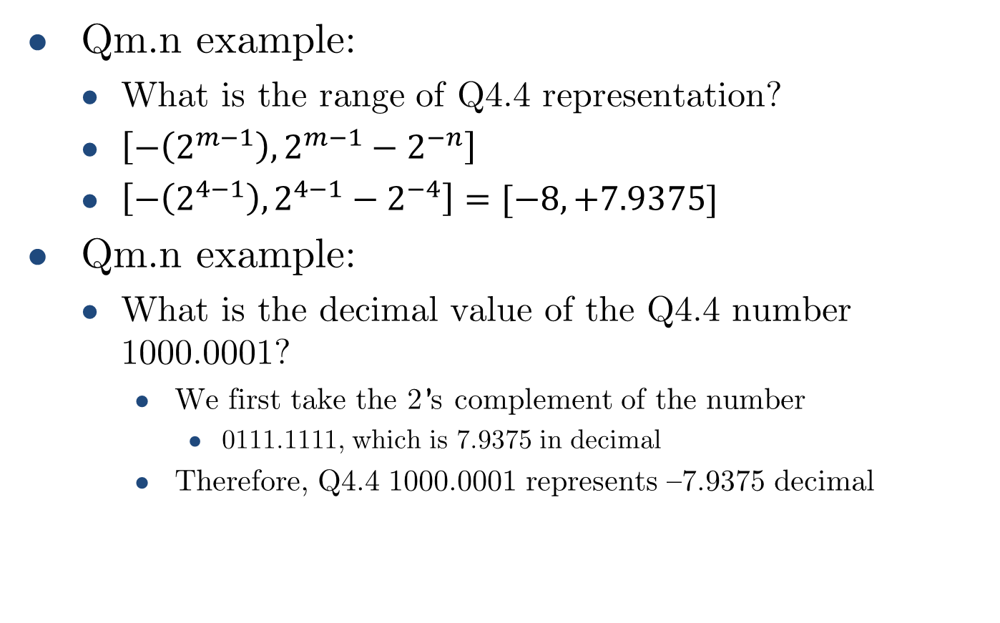 • Qm.n example:
• What is the range of Q4.4 representation?
• [−(2^{m−1}), 2^{m−1} − 2^{−n}]
• [−(2^{4−1}), 2^{4−1} − 2^{−4}] = [−8, +7.9375]
• Qm.n example:
• What is the decimal value of the Q4.4 number
1000.0001?
• We first take the 2's complement of the number
• 0111.1111, which is 7.9375 in decimal
• Therefore, Q4.4 1000.0001 represents –7.9375 decimal